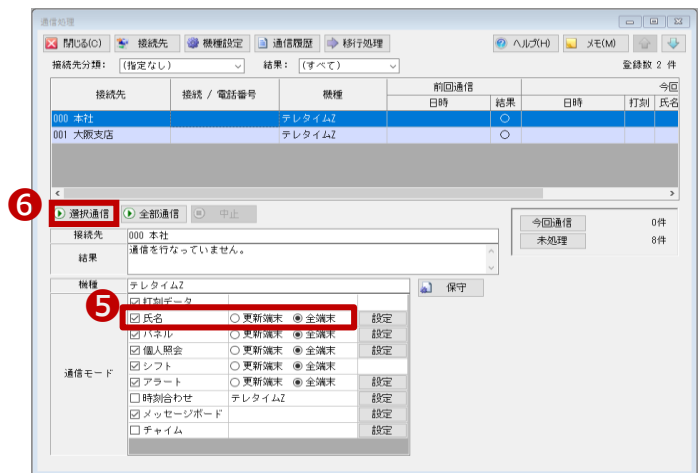 通信処理
閉じる(C) 接続先 機種設定 通信履歴 移行処理 ヘルプ(H) メモ(M)
接続先分類: (指定なし) 結果: (すべて) 登録数 2 件
接続先 接続 / 電話番号 機種 前回通信 今回
日時 結果 日時 打刻 氏名
000 本社 テレタイムZ ○
001 大阪支店 テレタイムZ ○
6 選択通信 全部通信 中止
今回通信 0件
接続先 000 本社
未処理 8件
結果 通信を行なっていません。
機種 テレタイムZ 保守
打刻データ
5 氏名 更新端末 全端末 設定
パネル 更新端末 全端末 設定
個人照会 更新端末 全端末 設定
通信モード
シフト 更新端末 全端末
アラート 更新端末 全端末 設定
時刻合わせ テレタイムZ 設定
メッセージボード 設定
チャイム 設定